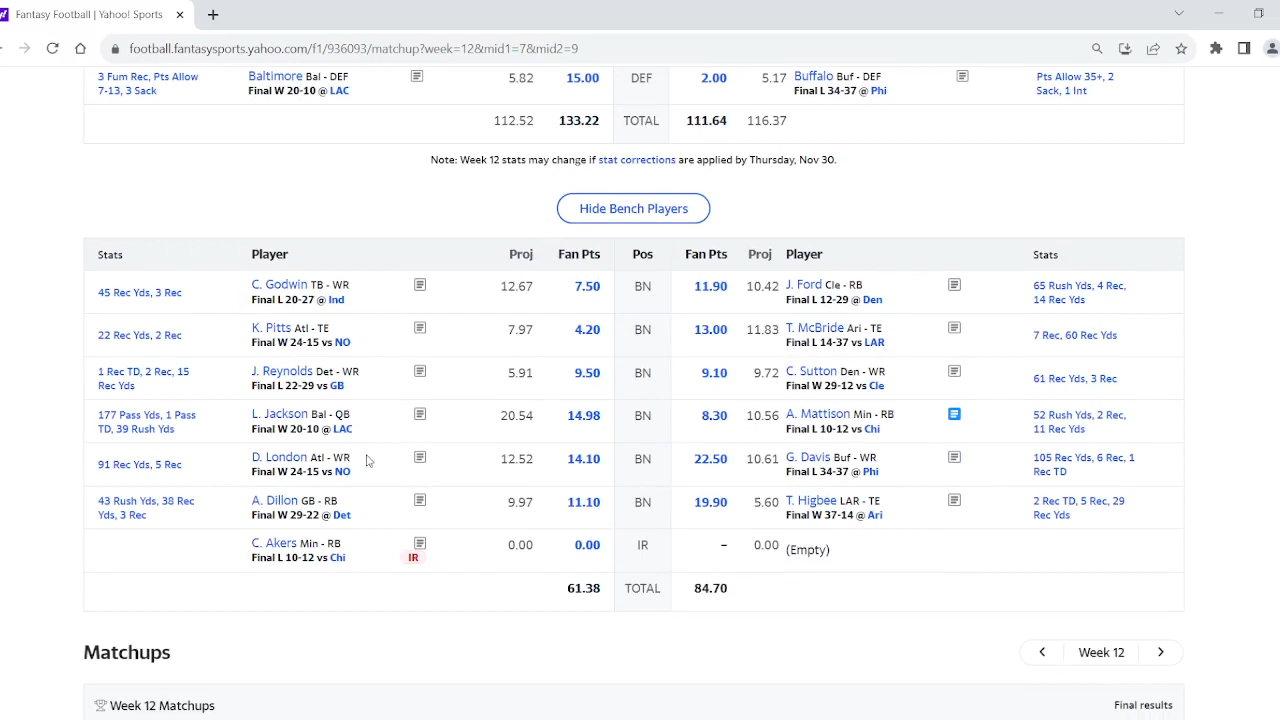 Fantasy Football | Yahoo! Sports
football.fantasysports.yahoo.com/f1/936093/matchup?week=12&mid1=7&mid2=9
3 Fum Rec, Pts Allow 7-13, 3 Sack
Baltimore Bal - DEF
Final W 20-10 @ LAC
5.82 15.00 DEF 2.00 5.17
Buffalo Buf - DEF
Final L 34-37 @ Phi
Pts Allow 35+, 2 Sack, 1 Int
112.52 133.22 TOTAL 111.64 116.37
Note: Week 12 stats may change if stat corrections are applied by Thursday, Nov 30.
Hide Bench Players
Stats Player Proj Fan Pts Pos Fan Pts Proj Player Stats
45 Rec Yds, 3 Rec
C. Godwin TB - WR
Final L 20-27 @ Ind
12.67 7.50 BN 11.90 10.42
J. Ford Cle - RB
Final L 12-29 @ Den
65 Rush Yds, 4 Rec,
14 Rec Yds
22 Rec Yds, 2 Rec
K. Pitts Atl - TE
Final W 24-15 vs NO
7.97 4.20 BN 13.00 11.83
T. McBride Ari - TE
Final L 14-37 vs LAR
7 Rec, 60 Rec Yds
1 Rec TD, 2 Rec, 15
Rec Yds
J. Reynolds Det - WR
Final L 22-29 vs GB
5.91 9.50 BN 9.10 9.72
C. Sutton Den - WR
Final W 29-12 vs Cle
61 Rec Yds, 3 Rec
177 Pass Yds, 1 Pass
TD, 39 Rush Yds
L. Jackson Bal - QB
Final W 20-10 @ LAC
20.54 14.98 BN 8.30 10.56
A. Mattison Min - RB
Final L 10-12 vs Chi
52 Rush Yds, 2 Rec,
11 Rec Yds
91 Rec Yds, 5 Rec
D. London Atl - WR
Final W 24-15 vs NO
12.52 14.10 BN 22.50 10.61
G. Davis Buf - WR
Final L 34-37 @ Phi
105 Rec Yds, 6 Rec, 1
Rec TD
43 Rush Yds, 38 Rec
Yds, 3 Rec
A. Dillon GB - RB
Final W 29-22 @ Det
9.97 11.10 BN 19.90 5.60
T. Higbee LAR - TE
Final W 37-14 @ Ari
2 Rec TD, 5 Rec, 29
Rec Yds
C. Akers Min - RB
Final L 10-12 vs Chi
IR
0.00 0.00 IR – 0.00 (Empty)
61.38 TOTAL 84.70
Matchups
Week 12
Week 12 Matchups
Final results